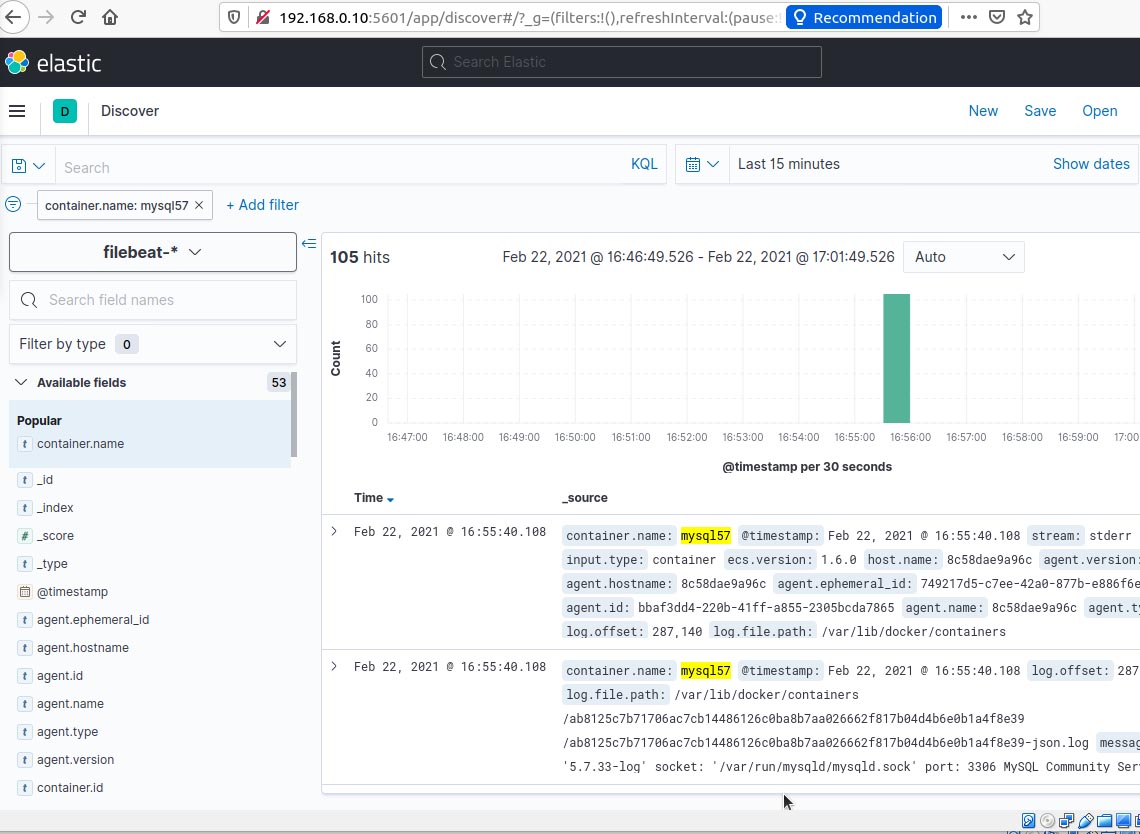 192.168.0.10:5601/app/discover#/?_g=(filters:!(),refreshInterval:(pause:! Recommendation
elastic Search Elastic
D Discover New Save Open
Search KQL Last 15 minutes Show dates
container.name: mysql57 × + Add filter
filebeat-*
105 hits Feb 22, 2021 @ 16:46:49.526 - Feb 22, 2021 @ 17:01:49.526 Auto
Search field names
Filter by type 0
Available fields 53
Popular
t container.name
t _id
t _index
# _score
t _type
@timestamp
t agent.ephemeral_id
t agent.hostname
t agent.id
t agent.name
t agent.type
t agent.version
t container.id
Count
100
80
60
40
20
0
16:47:00 16:48:00 16:49:00 16:50:00 16:51:00 16:52:00 16:53:00 16:54:00 16:55:00 16:56:00 16:57:00 16:58:00 16:59:00 17:00
@timestamp per 30 seconds
Time _source
Feb 22, 2021 @ 16:55:40.108 container.name: mysql57 @timestamp: Feb 22, 2021 @ 16:55:40.108 stream: stderr
input.type: container ecs.version: 1.6.0 host.name: 8c58dae9a96c agent.version:
agent.hostname: 8c58dae9a96c agent.ephemeral_id: 749217d5-c7ee-42a0-877b-e886f6e
agent.id: bbaf3dd4-220b-41ff-a855-2305bcda7865 agent.name: 8c58dae9a96c agent.ty
log.offset: 287,140 log.file.path: /var/lib/docker/containers
Feb 22, 2021 @ 16:55:40.108 container.name: mysql57 @timestamp: Feb 22, 2021 @ 16:55:40.108 log.offset: 287
log.file.path: /var/lib/docker/containers
/ab8125c7b71706ac7cb14486126c0ba8b7aa026662f817b04d4b6e0b1a4f8e39
/ab8125c7b71706ac7cb14486126c0ba8b7aa026662f817b04d4b6e0b1a4f8e39-json.log messag
'5.7.33-log' socket: '/var/run/mysqld/mysqld.sock' port: 3306 MySQL Community Ser